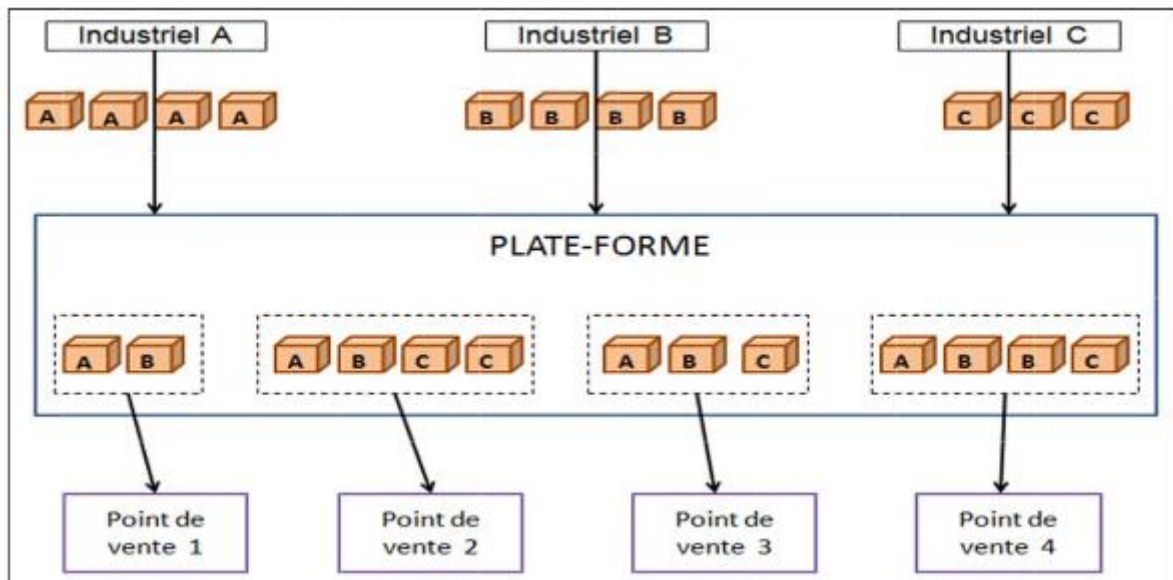 Industriel A Industriel B Industriel C
A A A A B B B B C C C
PLATE-FORME
A B A B C C A B C A B B C
Point de Point de Point de Point de
vente 1 vente 2 vente 3 vente 4